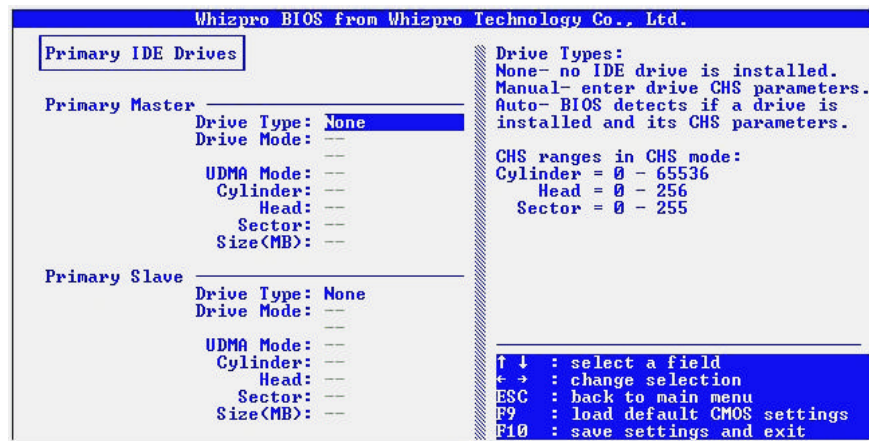 Whizpro BIOS from Whizpro Technology Co., Ltd.
Primary IDE Drives
Primary Master
Drive Type: None
Drive Mode: --
--
UDMA Mode: --
Cylinder: --
Head: --
Sector: --
Size(MB): --
Primary Slave
Drive Type: None
Drive Mode: --
--
UDMA Mode: --
Cylinder: --
Head: --
Sector: --
Size(MB): --
Drive Types:
None- no IDE drive is installed.
Manual- enter drive CHS parameters.
Auto- BIOS detects if a drive is
installed and its CHS parameters.
CHS ranges in CHS mode:
Cylinder = 0 - 65536
Head = 0 - 256
Sector = 0 - 255
↑ ↓ : select a field
← → : change selection
ESC : back to main menu
F9 : load default CMOS settings
F10 : save settings and exit